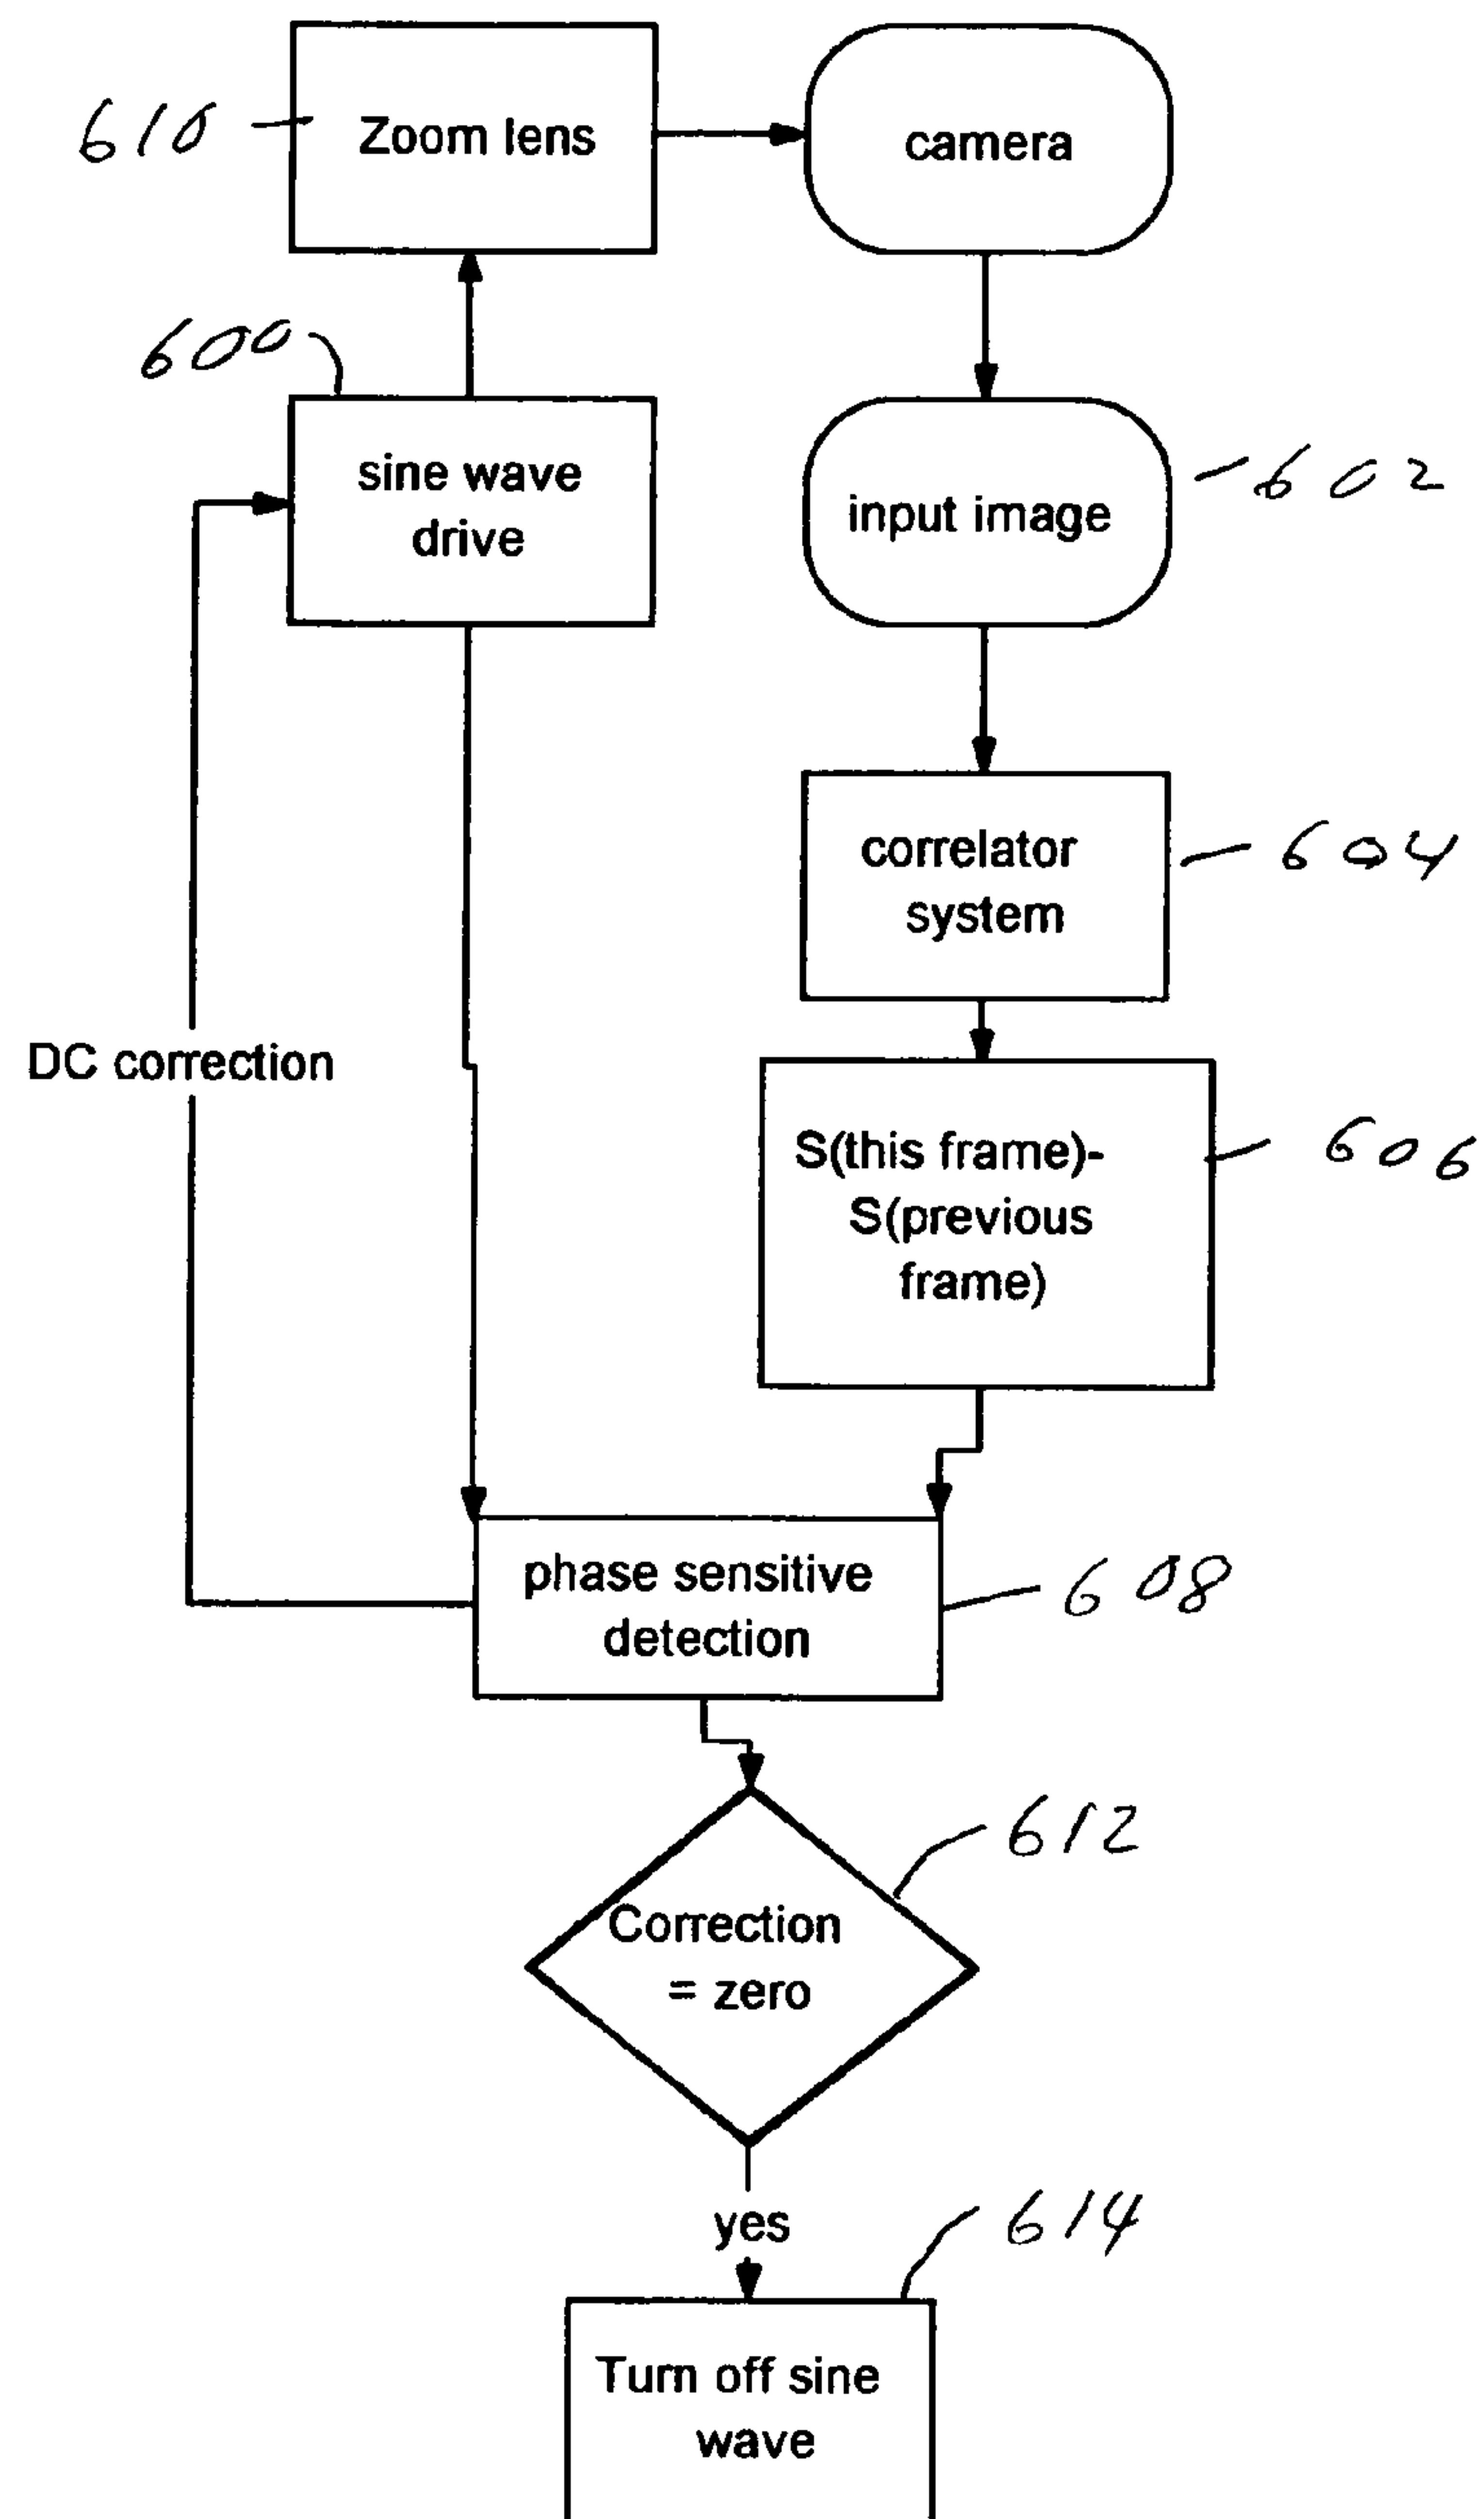 610
Zoom lens
camera
600
sine wave
drive
input image
602
correlator
system
604
DC correction
S(this frame)-
S(previous
frame)
606
phase sensitive
detection
608
612
Correction
= zero
yes
614
Turn off sine
wave